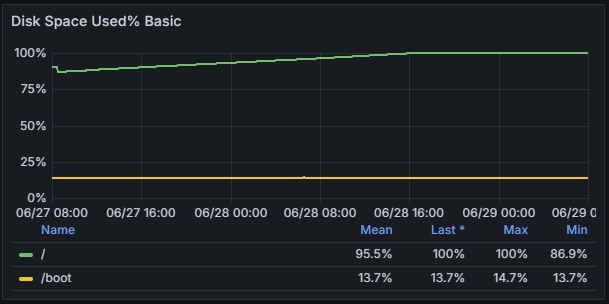 Disk Space Used% Basic
100%
75%
50%
25%
0%
06/27 08:00 06/27 16:00 06/28 00:00 06/28 08:00 06/28 16:00 06/29 00:00 06/29 0
Name Mean Last * Max Min
/ 95.5% 100% 100% 86.9%
/boot 13.7% 13.7% 14.7% 13.7%